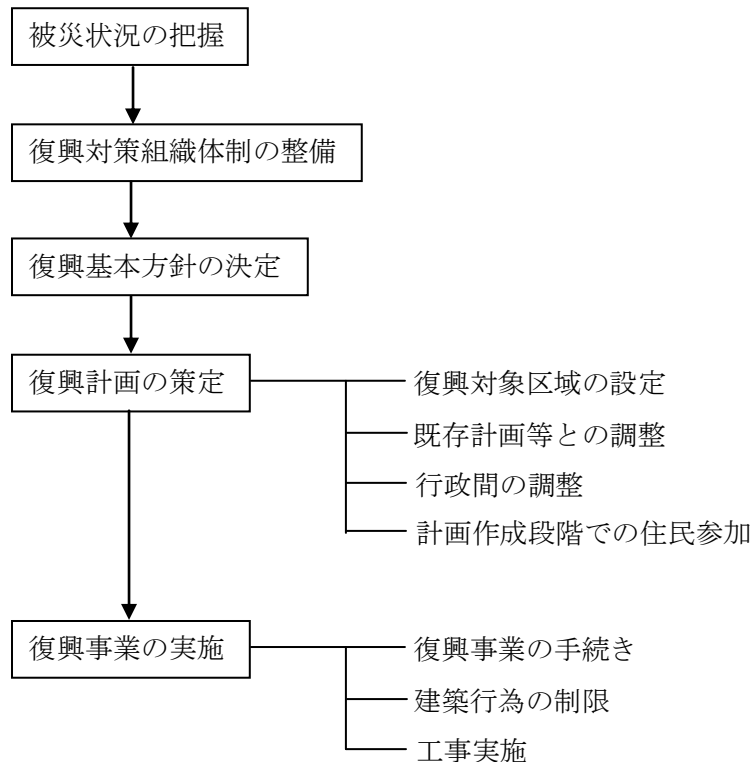 被災状況の把握
復興対策組織体制の整備
復興基本方針の決定
復興計画の策定
復興対象区域の設定
既存計画等との調整
行政間の調整
計画作成段階での住民参加
復興事業の実施
復興事業の手続き
建築行為の制限
工事実施